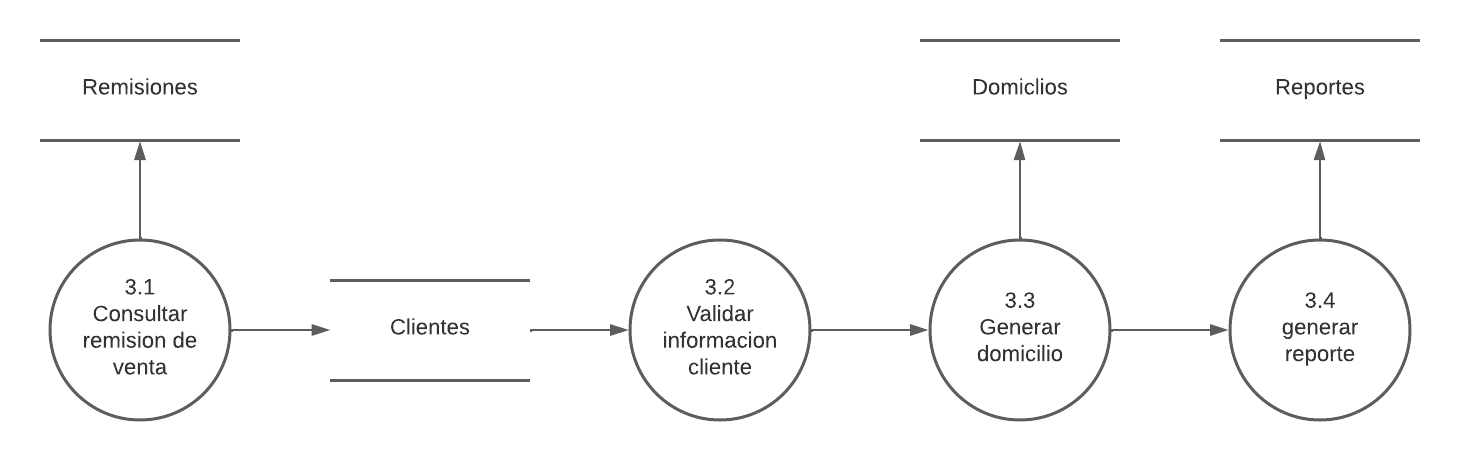 Remisiones
Domiclios
Reportes
3.1
Consultar
remision de
venta
Clientes
3.2
Validar
informacion
cliente
3.3
Generar
domicilio
3.4
generar
reporte